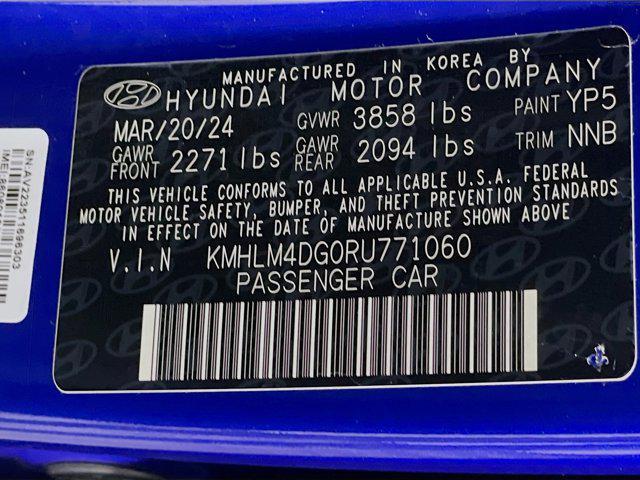 MANUFACTURED IN KOREA BY
HYUNDAI MOTOR COMPANY
MAR/20/24 GVWR 3858 lbs PAINT YP5
GAWR FRONT 2271 lbs GAWR REAR 2094 lbs TRIM NNB
THIS VEHICLE CONFORMS TO ALL APPLICABLE U.S.A. FEDERAL
MOTOR VEHICLE SAFETY, BUMPER, AND THEFT PREVENTION STANDARDS
IN EFFECT ON THE DATE OF MANUFACTURE SHOWN ABOVE
V.I.N KMHLM4DG0RU771060
PASSENGER CAR